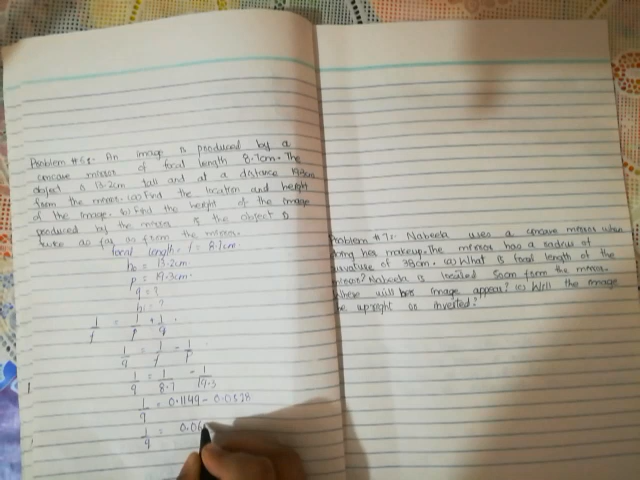 Problem #5: An image is produced by a
concave mirror of focal length 8.7cm. The
object is 13.2cm tall and at a distance 19.3cm
from the mirror. (a) Find the location and height
of the image. (b) Find the height of the image
produced by the mirror if the object is
twice as far as from the mirror.
focal length, f = 8.7cm
ho = 13.2cm
p = 19.3cm
q = ?
hi = ?
1/f = 1/p + 1/q
1/q = 1/f - 1/p
1/q = 1/8.7 - 1/19.3
1/q = 0.1149 - 0.0518
1/q = 0.06
Problem #7: Nabeela uses a concave mirror when
her makeup. The mirror has a radius of
of 38cm. (a) What is focal length of the
mirror? Nabeela is located 50cm from the mirror.
where will her image appear? (c) Will the image
be upright or inverted?